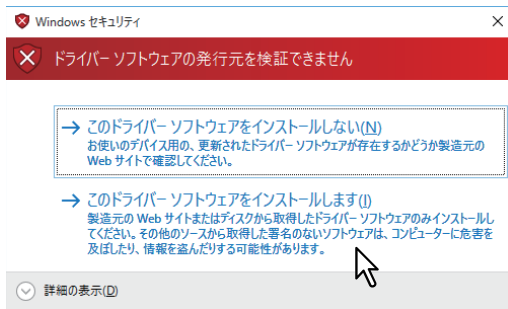 Windows セキュリティ
ドライバー ソフトウェアの発行元を検証できません
→ このドライバー ソフトウェアをインストールしない(N)
お使いのデバイス用の、更新されたドライバー ソフトウェアが存在するかどうか製造元の
Web サイトで確認してください。
→ このドライバー ソフトウェアをインストールします(I)
製造元の Web サイトまたはディスクから取得したドライバー ソフトウェアのみインストールし
てください。その他のソースから取得した署名のないソフトウェアは、コンピューターに危害を
及ぼしたり、情報を盗んだりする可能性があります。
詳細の表示(D)